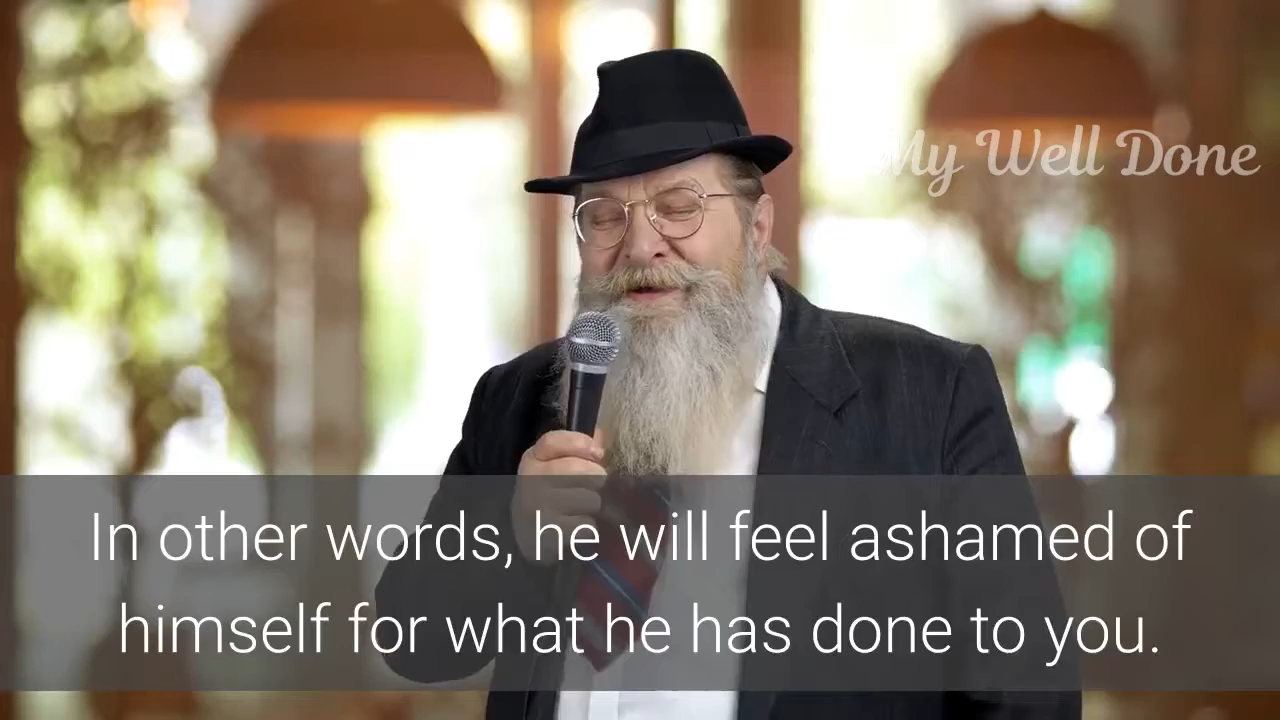 My Well Done
In other words, he will feel ashamed of
himself for what he has done to you.